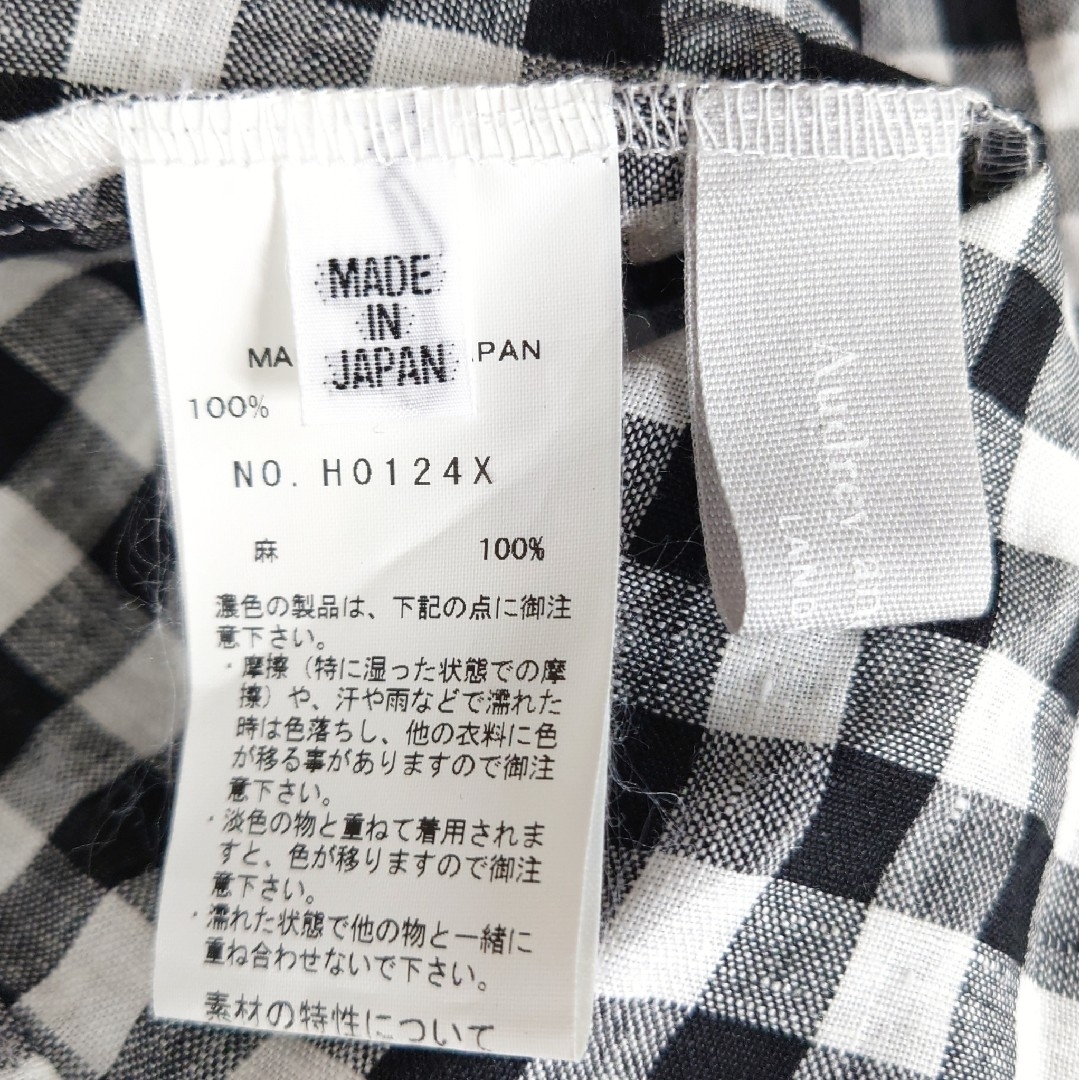 MADE
IN
JAPAN
100%
NO. H0124X
麻 100%
濃色の製品は、下記の点に御注
意下さい。
・摩擦（特に湿った状態での摩
擦）や、汗や雨などで濡れた
時は色落ちし、他の衣料に色
が移る事がありますので御注
意下さい。
・淡色の物と重ねて着用されま
すと、色が移りますので御注
意下さい。
・濡れた状態で他の物と一緒に
重ね合わせないで下さい。
素材の特性について
Audrey an
LAND